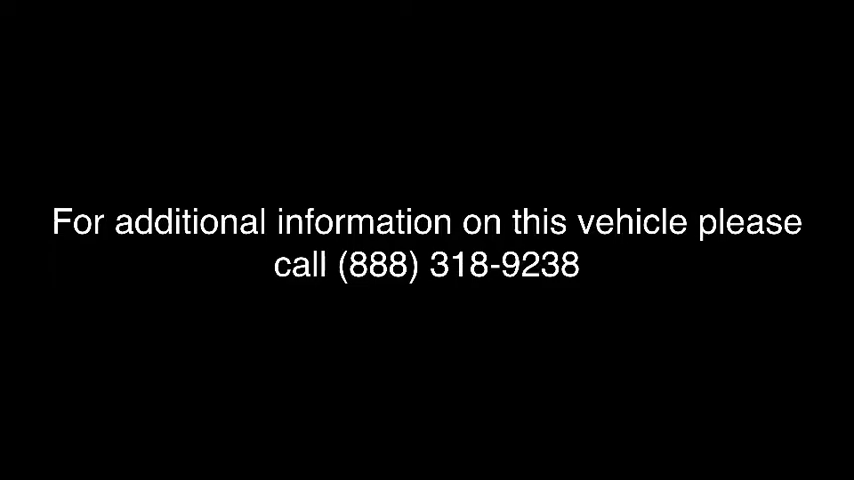 For additional information on this vehicle please
call (888) 318-9238